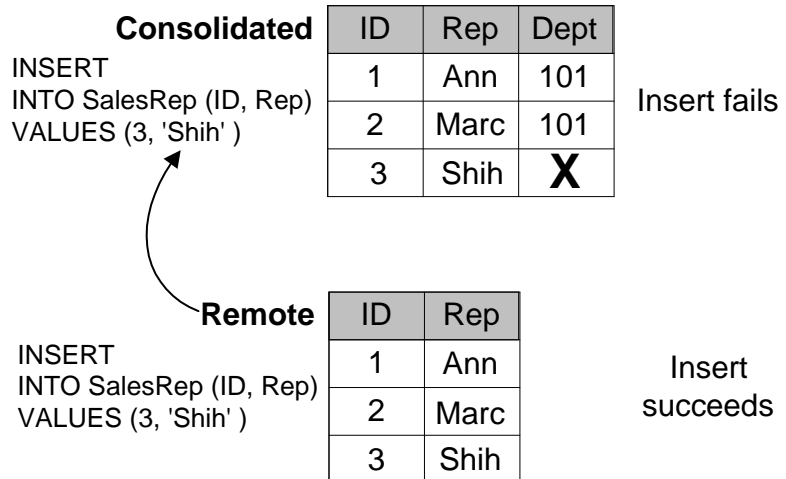 Consolidated
ID Rep Dept
1 Ann 101
2 Marc 101
3 Shih X
INSERT
INTO SalesRep (ID, Rep)
VALUES (3, 'Shih' )
Insert fails
Remote
ID Rep
1 Ann
2 Marc
3 Shih
INSERT
INTO SalesRep (ID, Rep)
VALUES (3, 'Shih' )
Insert
succeeds